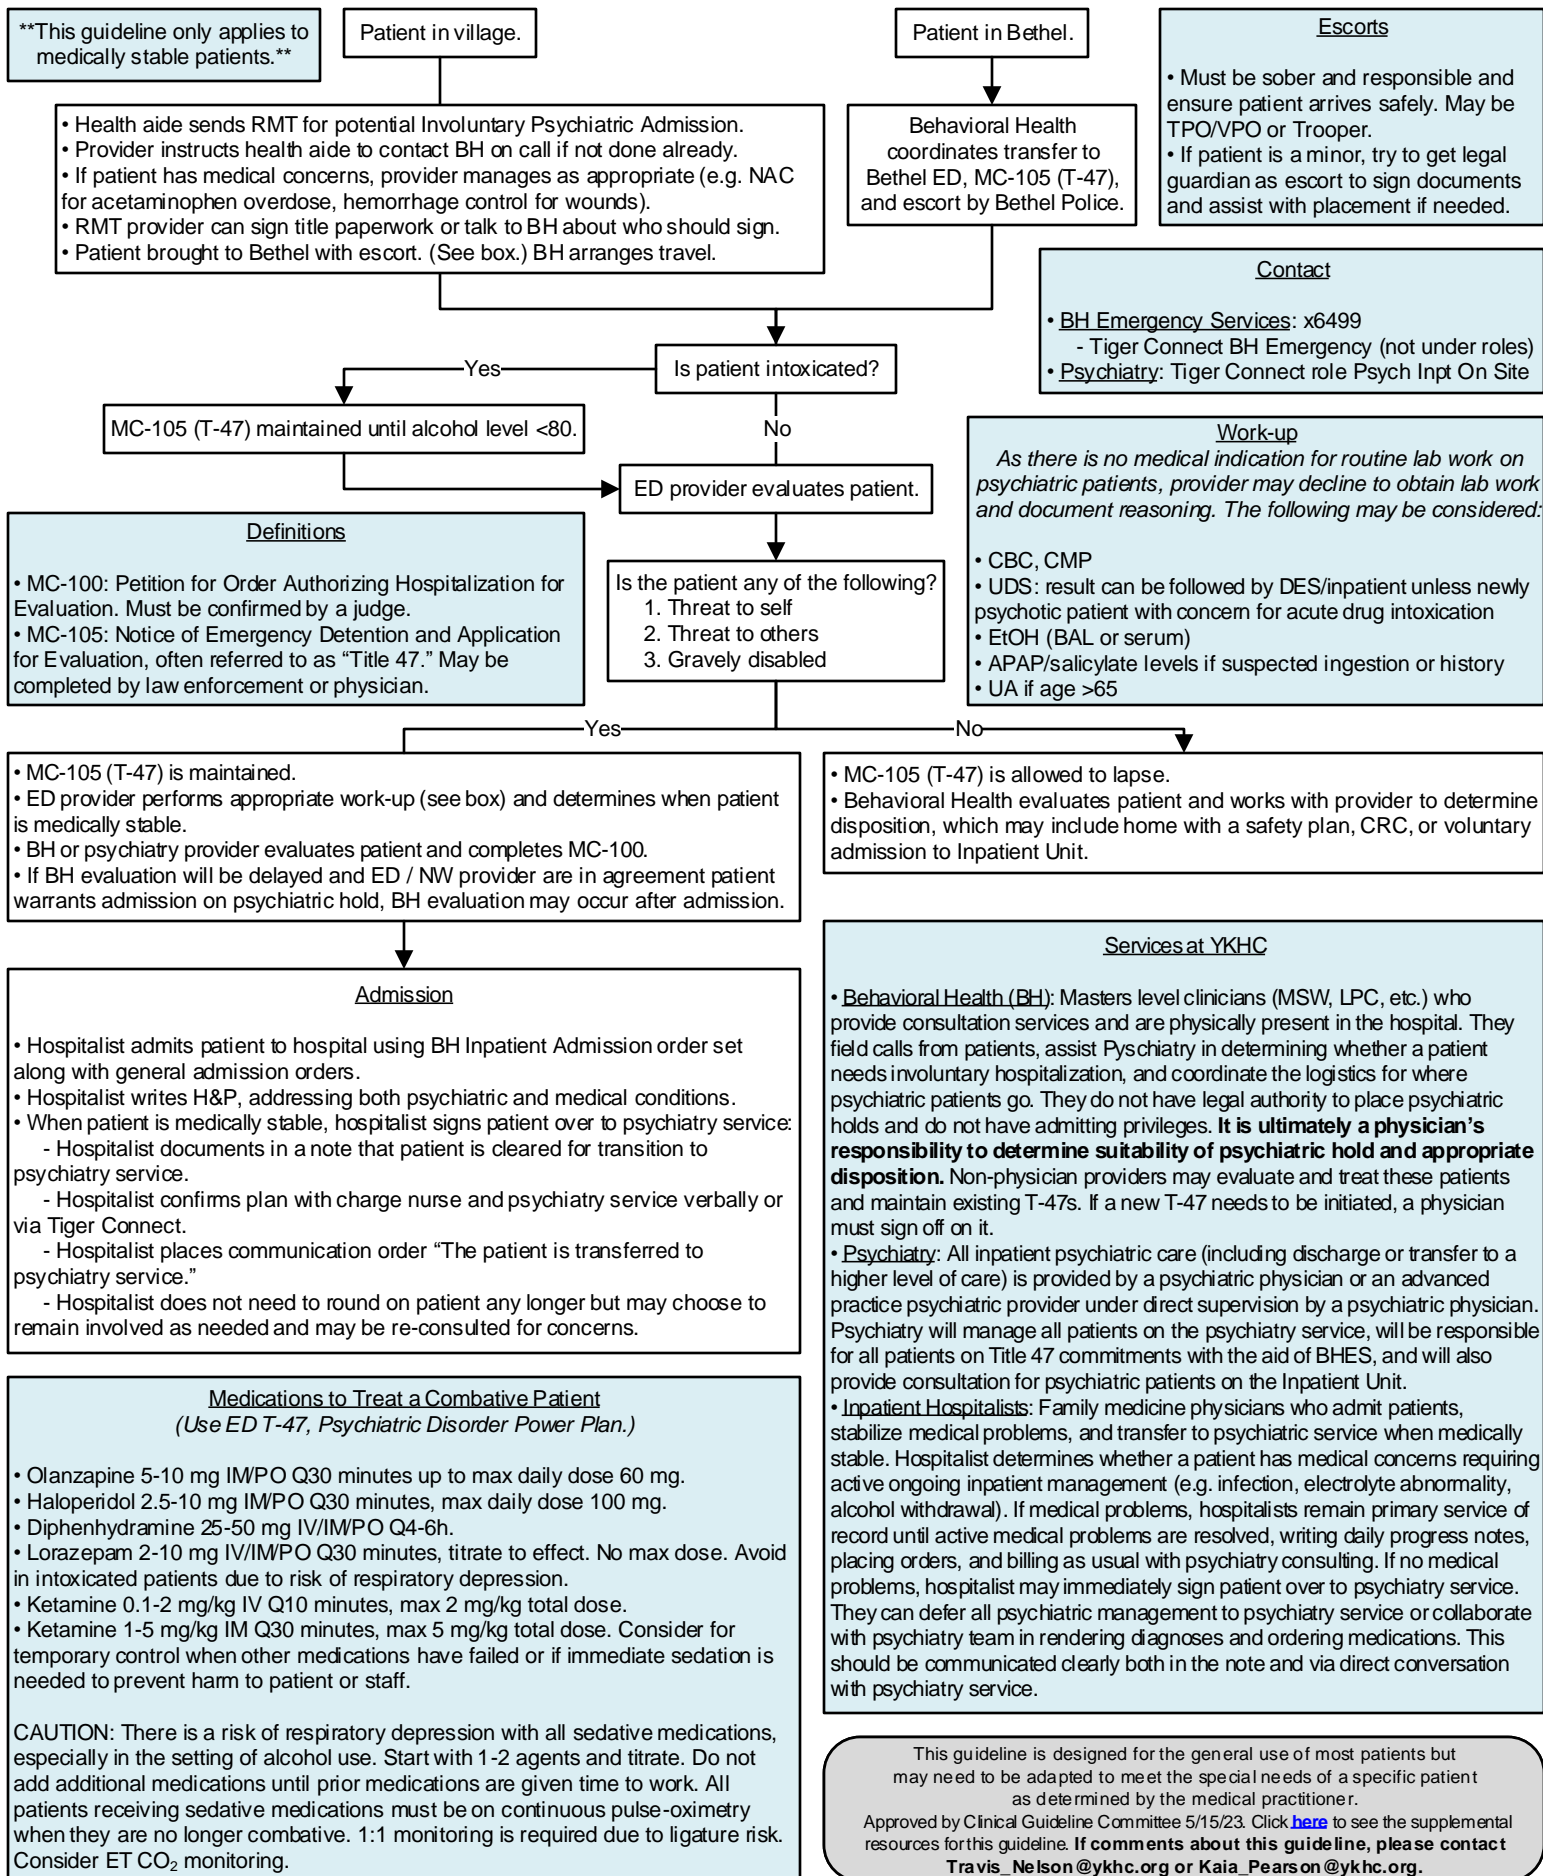 **This guideline only applies to
medically stable patients.**
Patient in village.
Patient in Bethel.
Escorts
• Must be sober and responsible and
ensure patient arrives safely. May be
TPO/VPO or Trooper.
• If patient is a minor, try to get legal
guardian as escort to sign documents
and assist with placement if needed.
• Health aide sends RMT for potential Involuntary Psychiatric Admission.
• Provider instructs health aide to contact BH on call if not done already.
• If patient has medical concerns, provider manages as appropriate (e.g. NAC
for acetaminophen overdose, hemorrhage control for wounds).
• RMT provider can sign title paperwork or talk to BH about who should sign.
• Patient brought to Bethel with escort. (See box.) BH arranges travel.
Behavioral Health
coordinates transfer to
Bethel ED, MC-105 (T-47),
and escort by Bethel Police.
Contact
• BH Emergency Services: x6499
- Tiger Connect BH Emergency (not under roles)
• Psychiatry: Tiger Connect role Psych Inpt On Site
Is patient intoxicated?
Yes
No
MC-105 (T-47) maintained until alcohol level <80.
ED provider evaluates patient.
Work-up
As there is no medical indication for routine lab work on
psychiatric patients, provider may decline to obtain lab work
and document reasoning. The following may be considered:
• CBC, CMP
• UDS: result can be followed by DES/inpatient unless newly
psychotic patient with concern for acute drug intoxication
• EtOH (BAL or serum)
• APAP/salicylate levels if suspected ingestion or history
• UA if age >65
Definitions
• MC-100: Petition for Order Authorizing Hospitalization for
Evaluation. Must be confirmed by a judge.
• MC-105: Notice of Emergency Detention and Application
for Evaluation, often referred to as “Title 47.” May be
completed by law enforcement or physician.
Is the patient any of the following?
1. Threat to self
2. Threat to others
3. Gravely disabled
Yes
No
• MC-105 (T-47) is maintained.
• ED provider performs appropriate work-up (see box) and determines when patient
is medically stable.
• BH or psychiatry provider evaluates patient and completes MC-100.
• If BH evaluation will be delayed and ED / NW provider are in agreement patient
warrants admission on psychiatric hold, BH evaluation may occur after admission.
• MC-105 (T-47) is allowed to lapse.
• Behavioral Health evaluates patient and works with provider to determine
disposition, which may include home with a safety plan, CRC, or voluntary
admission to Inpatient Unit.
Admission
• Hospitalist admits patient to hospital using BH Inpatient Admission order set
along with general admission orders.
• Hospitalist writes H&P, addressing both psychiatric and medical conditions.
• When patient is medically stable, hospitalist signs patient over to psychiatry service:
- Hospitalist documents in a note that patient is cleared for transition to
psychiatry service.
- Hospitalist confirms plan with charge nurse and psychiatry service verbally or
via Tiger Connect.
- Hospitalist places communication order “The patient is transferred to
psychiatry service.”
- Hospitalist does not need to round on patient any longer but may choose to
remain involved as needed and may be re-consulted for concerns.
Services at YKHC
• Behavioral Health (BH): Masters level clinicians (MSW, LPC, etc.) who
provide consultation services and are physically present in the hospital. They
field calls from patients, assist Pyschiatry in determining whether a patient
needs involuntary hospitalization, and coordinate the logistics for where
psychiatric patients go. They do not have legal authority to place psychiatric
holds and do not have admitting privileges. It is ultimately a physician’s
responsibility to determine suitability of psychiatric hold and appropriate
disposition. Non-physician providers may evaluate and treat these patients
and maintain existing T-47s. If a new T-47 needs to be initiated, a physician
must sign off on it.
• Psychiatry: All inpatient psychiatric care (including discharge or transfer to a
higher level of care) is provided by a psychiatric physician or an advanced
practice psychiatric provider under direct supervision by a psychiatric physician.
Psychiatry will manage all patients on the psychiatry service, will be responsible
for all patients on Title 47 commitments with the aid of BHES, and will also
provide consultation for psychiatric patients on the Inpatient Unit.
• Inpatient Hospitalists: Family medicine physicians who admit patients,
stabilize medical problems, and transfer to psychiatric service when medically
stable. Hospitalist determines whether a patient has medical concerns requiring
active ongoing inpatient management (e.g. infection, electrolyte abnormality,
alcohol withdrawal). If medical problems, hospitalists remain primary service of
record until active medical problems are resolved, writing daily progress notes,
placing orders, and billing as usual with psychiatry consulting. If no medical
problems, hospitalist may immediately sign patient over to psychiatry service.
They can defer all psychiatric management to psychiatry service or collaborate
with psychiatry team in rendering diagnoses and ordering medications. This
should be communicated clearly both in the note and via direct conversation
with psychiatry service.
Medications to Treat a Combative Patient
(Use ED T-47, Psychiatric Disorder Power Plan.)
• Olanzapine 5-10 mg IM/PO Q30 minutes up to max daily dose 60 mg.
• Haloperidol 2.5-10 mg IM/PO Q30 minutes, max daily dose 100 mg.
• Diphenhydramine 25-50 mg IV/IM/PO Q4-6h.
• Lorazepam 2-10 mg IV/IM/PO Q30 minutes, titrate to effect. No max dose. Avoid
in intoxicated patients due to risk of respiratory depression.
• Ketamine 0.1-2 mg/kg IV Q10 minutes, max 2 mg/kg total dose.
• Ketamine 1-5 mg/kg IM Q30 minutes, max 5 mg/kg total dose. Consider for
temporary control when other medications have failed or if immediate sedation is
needed to prevent harm to patient or staff.
CAUTION: There is a risk of respiratory depression with all sedative medications,
especially in the setting of alcohol use. Start with 1-2 agents and titrate. Do not
add additional medications until prior medications are given time to work. All
patients receiving sedative medications must be on continuous pulse-oximetry
when they are no longer combative. 1:1 monitoring is required due to ligature risk.
Consider ET CO₂ monitoring.
This guideline is designed for the general use of most patients but
may need to be adapted to meet the special needs of a specific patient
as determined by the medical practitioner.
Approved by Clinical Guideline Committee 5/15/23. Click here to see the supplemental
resources for this guideline. If comments about this guideline, please contact
Travis_Nelson@ykhc.org or Kaia_Pearson@ykhc.org.